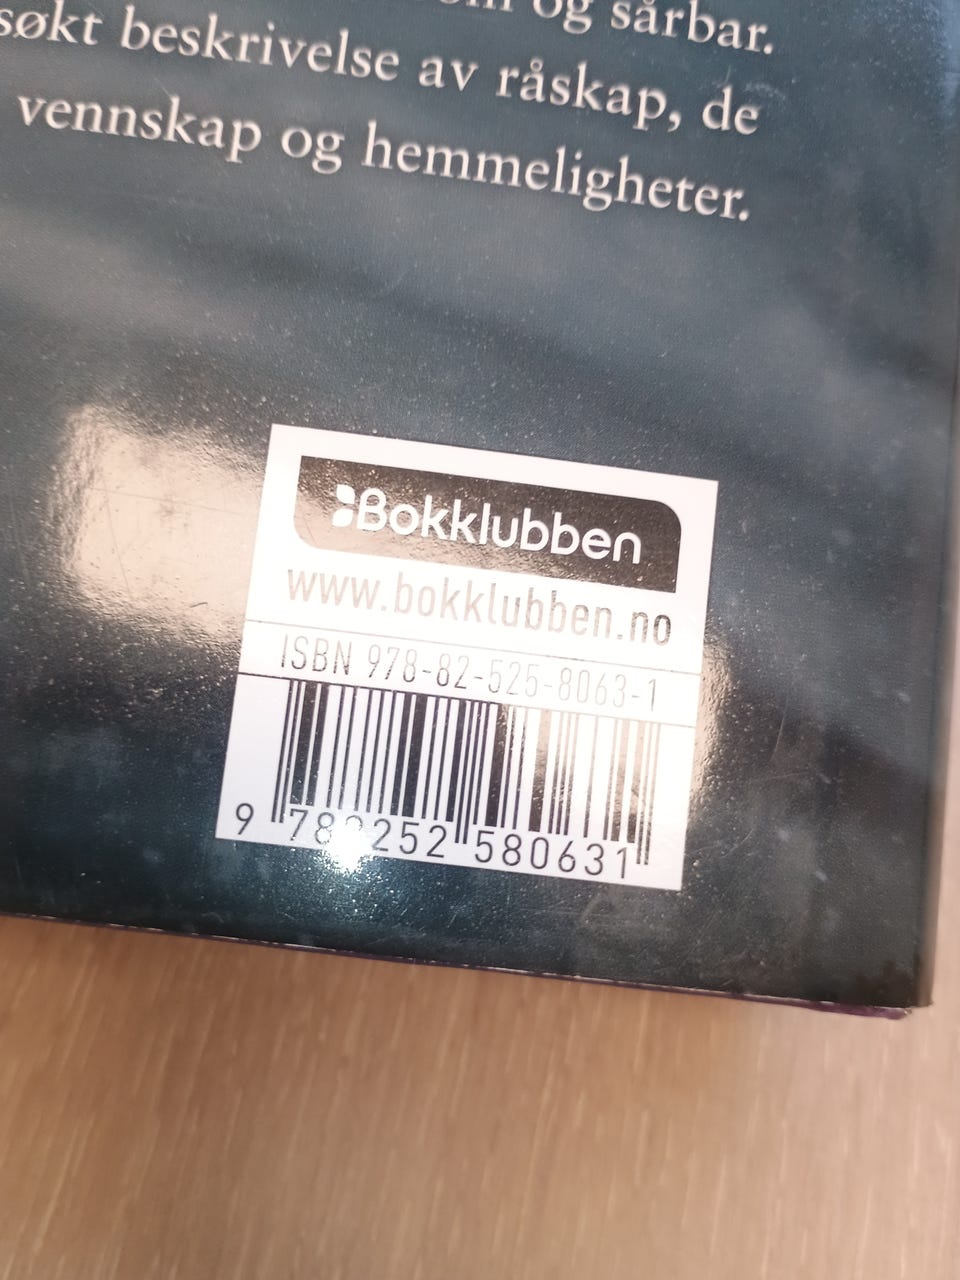 og sårbar.
søkt beskrivelse av råskap, de
vennskap og hemmeligheter.
Bokklubben
www.bokklubben.no
ISBN 978-82-525-8063-1
9 788252 580631